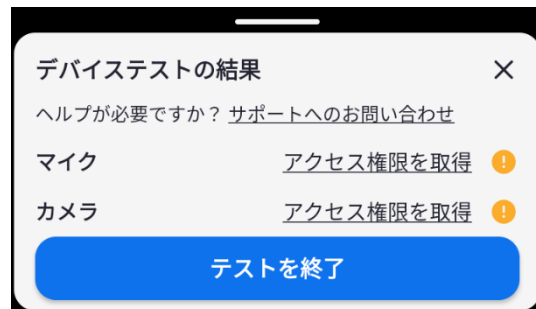 デバイステストの結果
ヘルプが必要ですか？ サポートへのお問い合わせ
マイク アクセス権限を取得
カメラ アクセス権限を取得
テストを終了